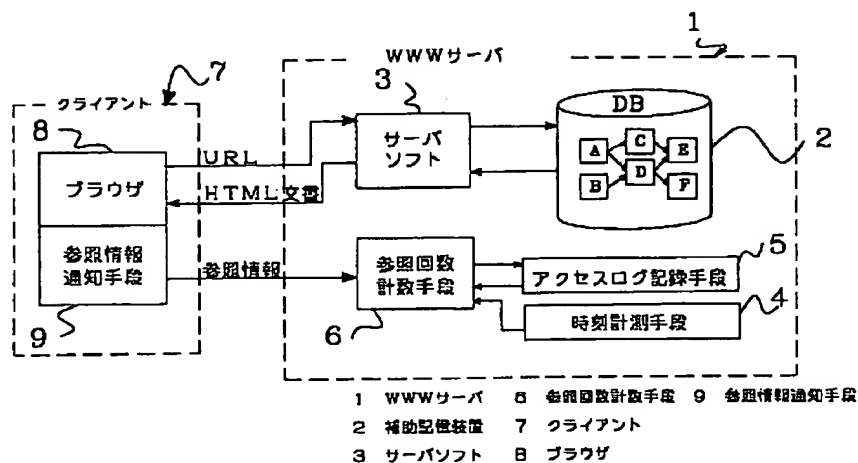 WWWサーバ
1
クライアント
7
8
ブラウザ
参照情報
通知手段
9
URL
HTML文書
参照情報
3
サーバ
ソフト
DB
A
B
C
D
E
F
2
参照回数
計数手段
6
アクセスログ記録手段
5
時刻計測手段
4
1 WWWサーバ 6 参照回数計数手段 9 参照情報通知手段
2 補助記憶装置 7 クライアント
3 サーバソフト 8 ブラウザ